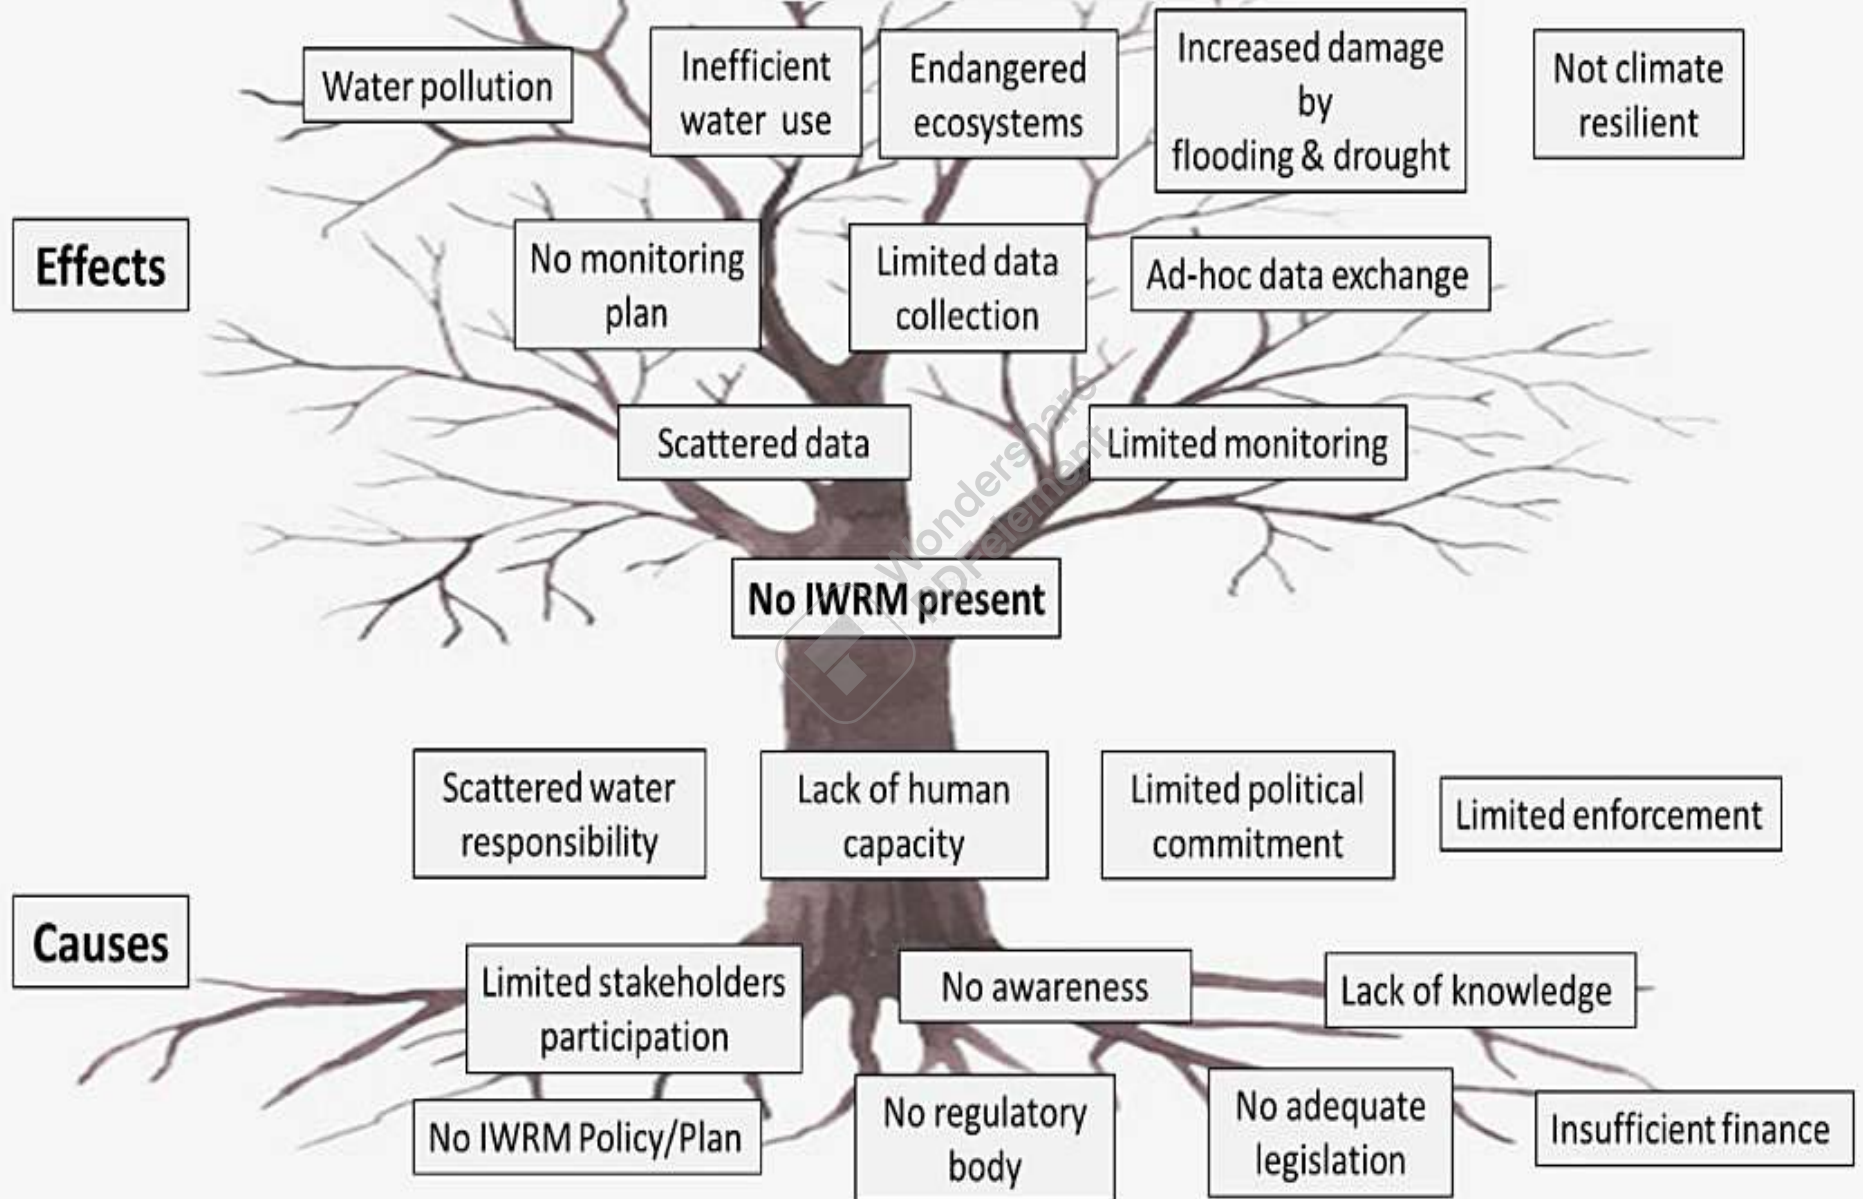 Water pollution
Inefficient
water use
Endangered
ecosystems
Increased damage
by
flooding & drought
Not climate
resilient
Effects
No monitoring
plan
Limited data
collection
Ad-hoc data exchange
Scattered data
Limited monitoring
Wondershare
PDFelement
No IWRM present
Scattered water
responsibility
Lack of human
capacity
Limited political
commitment
Limited enforcement
Causes
Limited stakeholders
participation
No awareness
Lack of knowledge
No IWRM Policy/Plan
No regulatory
body
No adequate
legislation
Insufficient finance